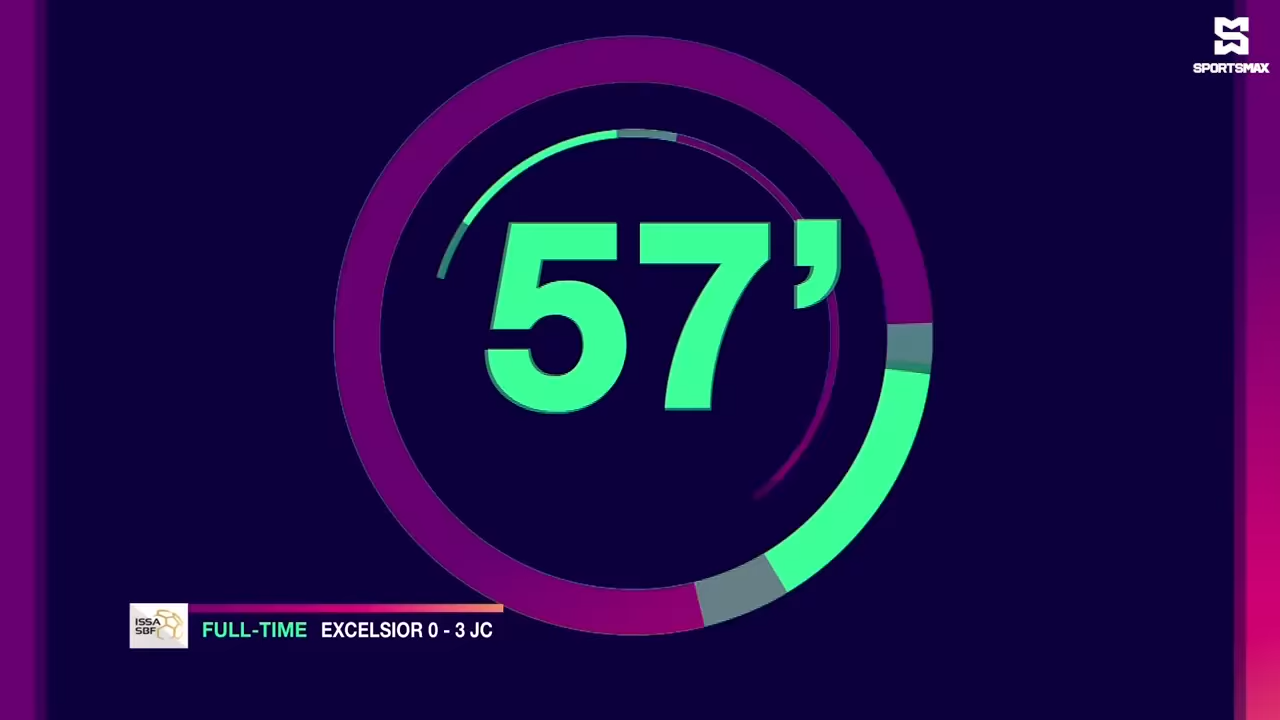 SPORTSMAX
57’
ISSA
SBF
FULL-TIME EXCELSIOR 0 - 3 JC